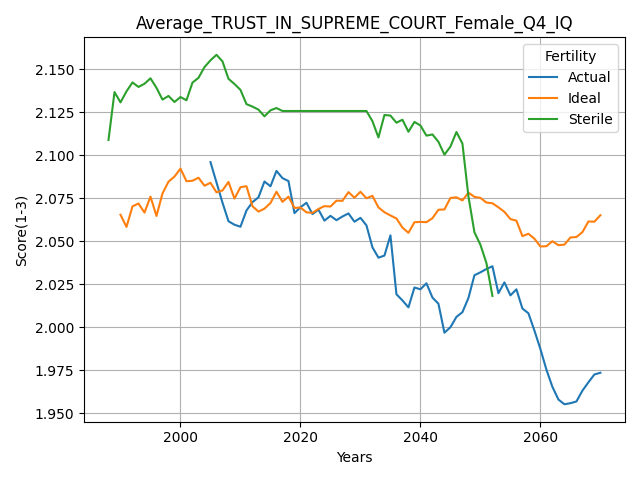 Average_TRUST_IN_SUPREME_COURT_Female_Q4_IQ
Fertility
Actual
Ideal
Sterile
Score(1-3)
2.150
2.125
2.100
2.075
2.050
2.025
2.000
1.975
1.950
2000 2020 2040 2060
Years